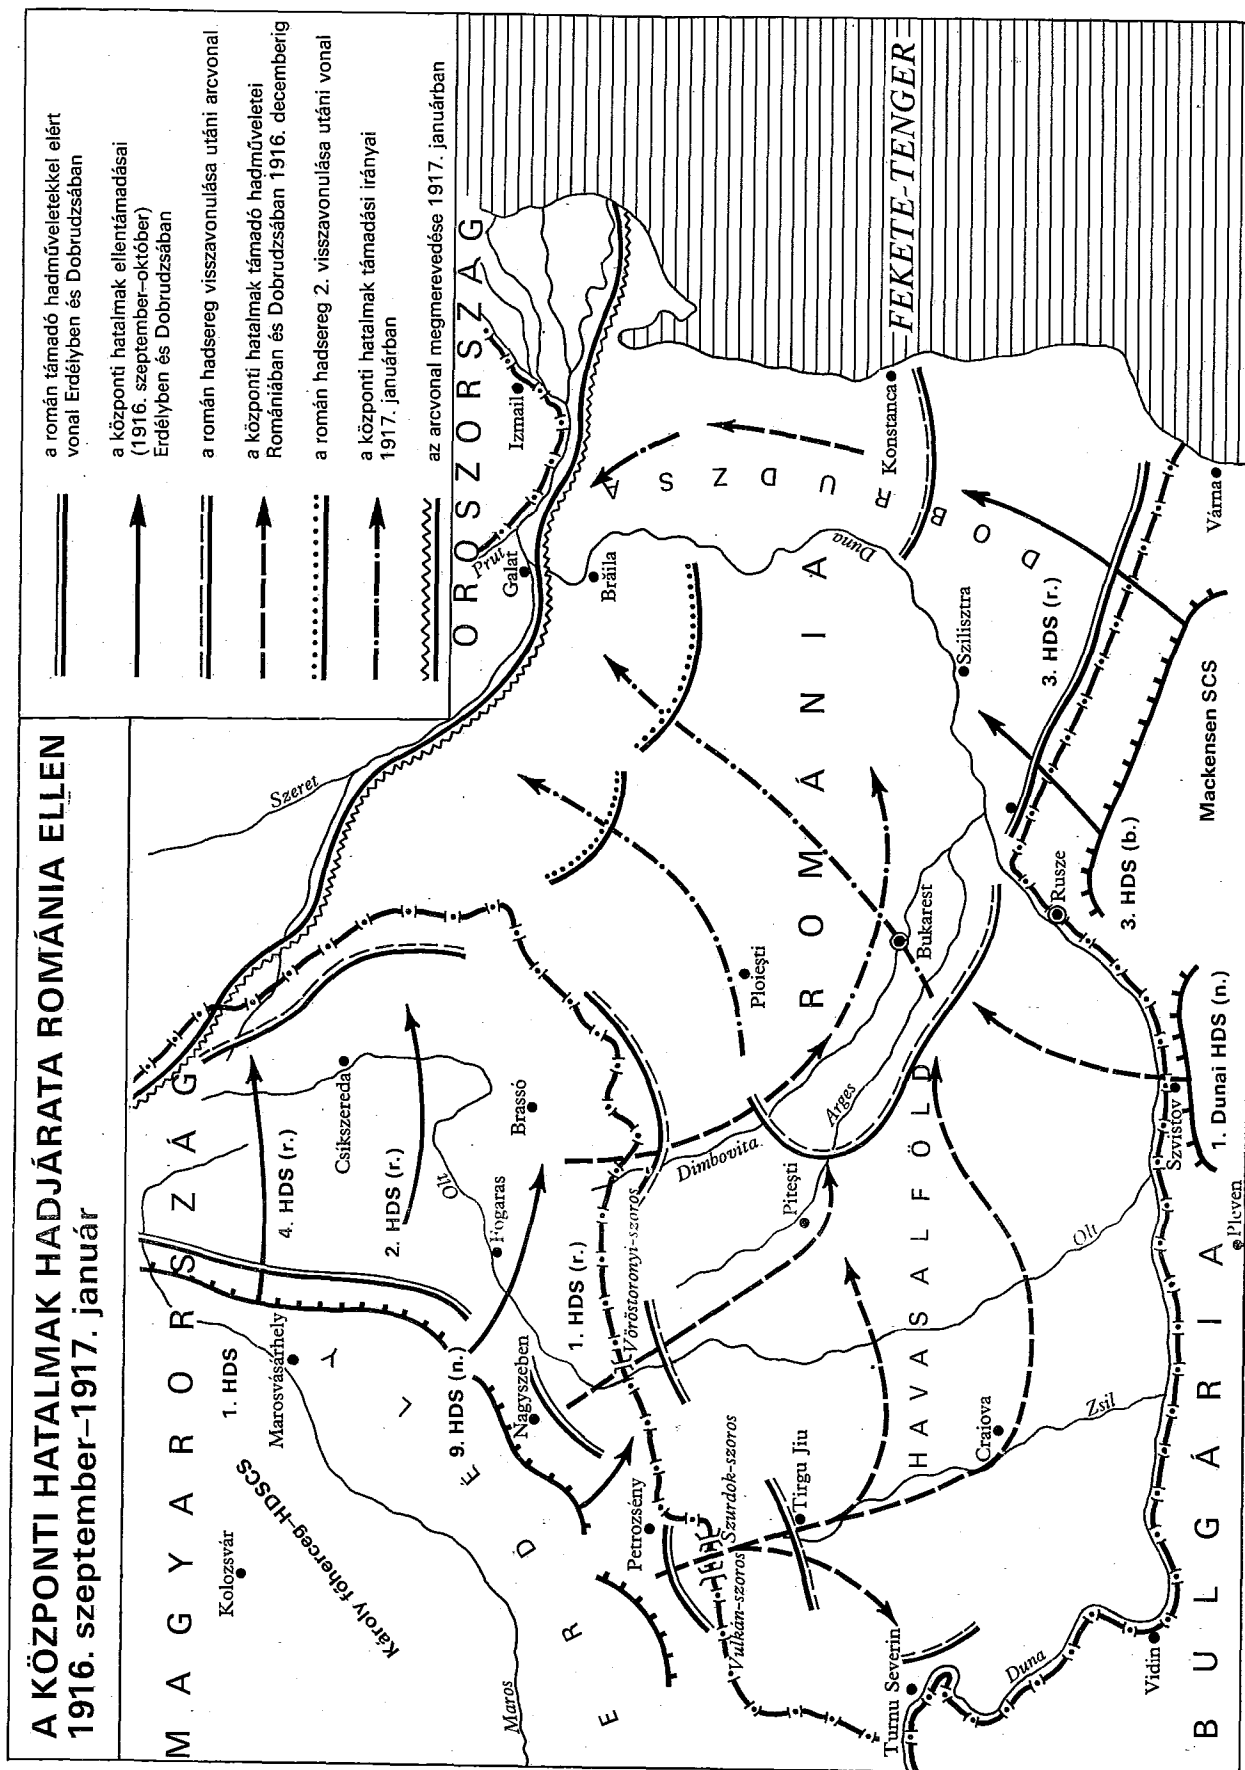 A KÖZPONTI HATALMAK HADJÁRATA ROMÁNIA ELLEN
1916. szeptember–1917. január
a román támadó hadműveletekkel elért
vonal Erdélyben és Dobrudzsában
a központi hatalmak ellentámadásai
(1916. szeptember–október)
Erdélyben és Dobrudzsában
a román hadsereg visszavonulása utáni arcvonal
a központi hatalmak támadó hadműveletei
Romániában és Dobrudzsában 1916. decemberig
a román hadsereg 2. visszavonulása utáni vonal
a központi hatalmak támadási irányai
1917. januárban
az arcvonal megmerevedése 1917. januárban
MAGYARORSZÁG
OROSZORSZÁG
ERDÉLY
ROMÁNIA
HAVASALFÖLD
DOBRUDZSA
BULGÁRIA
FEKETE-TENGER
Kolozsvár
Károly főherceg-HDSCS
1. HDS
Marosvásárhely
4. HDS (r.)
Csíkszereda
2. HDS (r.)
Szeret
Maros
9. HDS (n.)
Nagyszeben
Fogaras
Olt
Brassó
1. HDS (r.)
Petrozsény
Vöröstoronyi-szoros
Vulkán-szoros
Szurdok-szoros
Tirgu Jiu
Turnu Severin
Craiova
Zsil
Olt
Piteşti
Dimbovita
Argeş
Ploieşti
Bukarest
Prut
Galat
Izmail
Brăila
Duna
Konstanca
Szilisztra
3. HDS (r.)
Várna
Mackensen SCS
3. HDS (b.)
Rusze
Szvistov
1. Dunai HDS (n.)
Pleven
Duna
Vidin